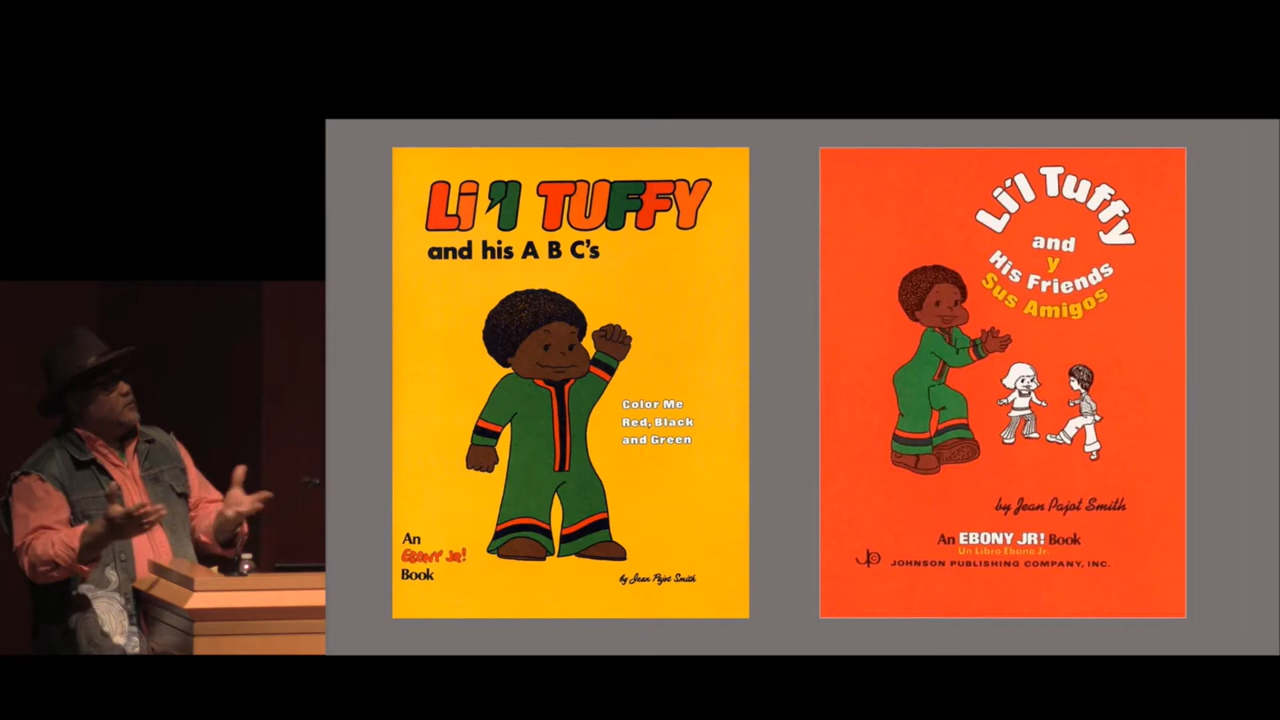 Li'l TUFFY
and his A B C's
Color Me
Red, Black
and Green
An
EBONY JR!
Book
by Jean Pajot Smith
Li'l Tuffy
and
y
His Friends
Sus Amigos
by Jean Pajot Smith
An EBONY JR! Book
Un Libro Ebono Jr.
JOHNSON PUBLISHING COMPANY, INC.